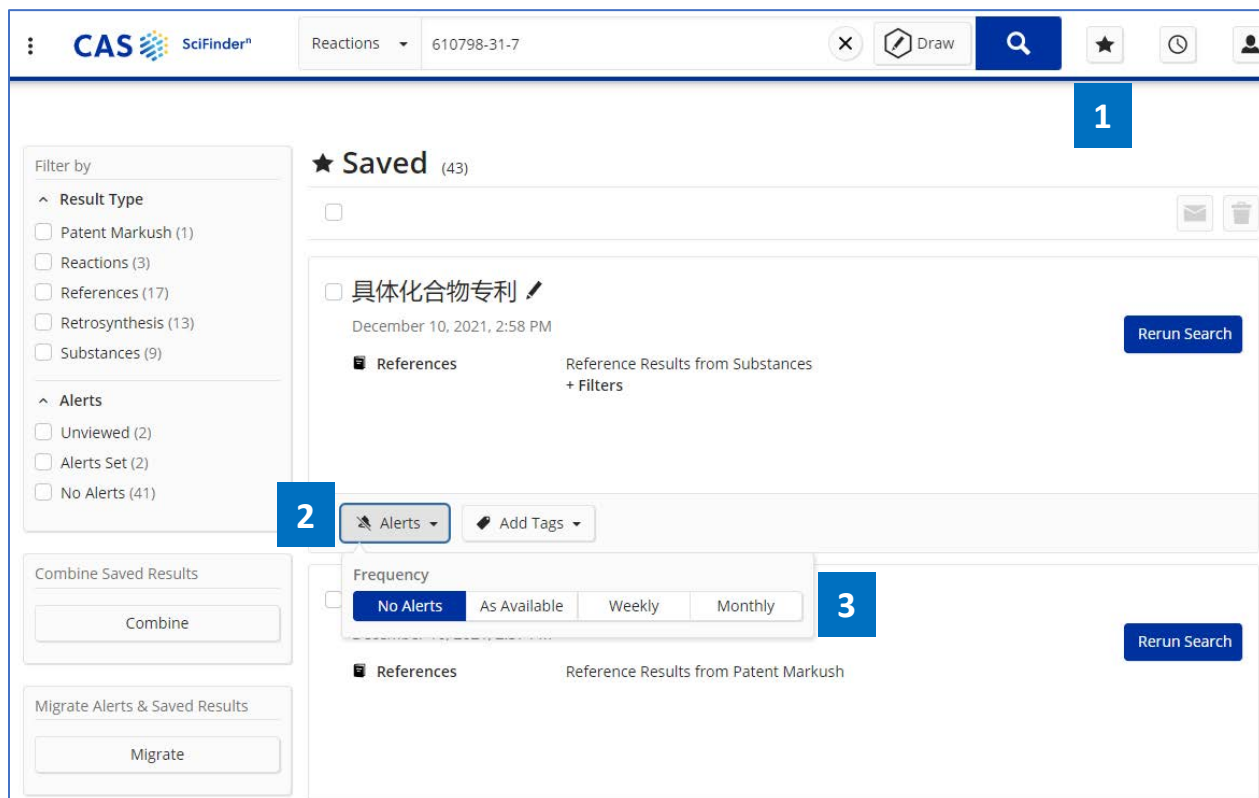 CAS SciFinderⁿ Reactions 610798-31-7 Draw
1
Filter by
Result Type
Patent Markush (1)
Reactions (3)
References (17)
Retrosynthesis (13)
Substances (9)
Alerts
Unviewed (2)
Alerts Set (2)
No Alerts (41)
Combine Saved Results
Combine
Migrate Alerts & Saved Results
Migrate
Saved (43)
具体化合物专利
December 10, 2021, 2:58 PM
Rerun Search
References Reference Results from Substances
+ Filters
2 Alerts Add Tags
Frequency
No Alerts As Available Weekly Monthly 3
Rerun Search
References Reference Results from Patent Markush